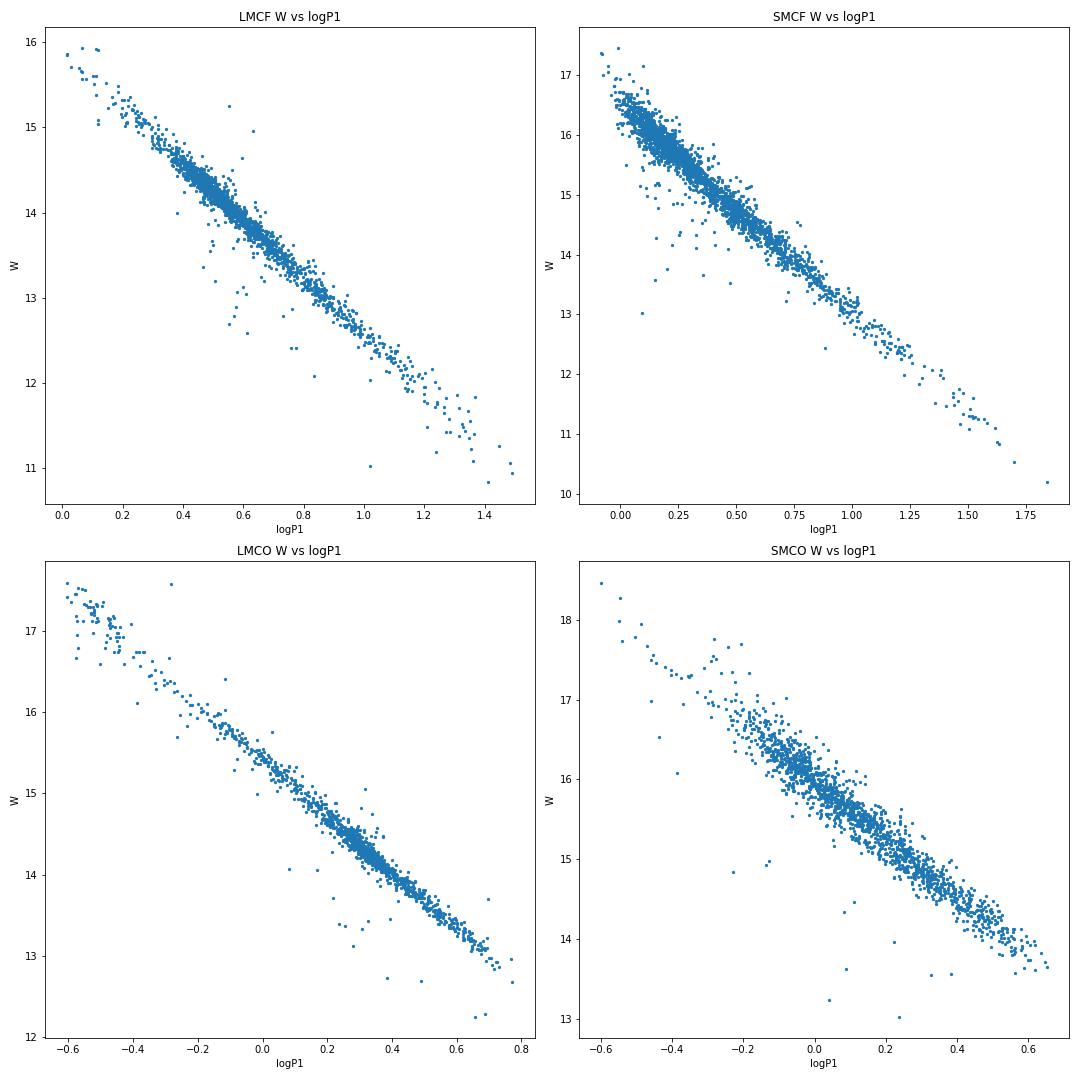 LMCF W vs logP1
16
15
14
13
12
11
W
0.0 0.2 0.4 0.6 0.8 1.0 1.2 1.4
logP1
SMCF W vs logP1
17
16
15
14
13
12
11
10
W
0.00 0.25 0.50 0.75 1.00 1.25 1.50 1.75
logP1
LMCO W vs logP1
17
16
15
14
13
12
W
−0.6 −0.4 −0.2 0.0 0.2 0.4 0.6 0.8
logP1
SMCO W vs logP1
18
17
16
15
14
13
W
−0.6 −0.4 −0.2 0.0 0.2 0.4 0.6
logP1